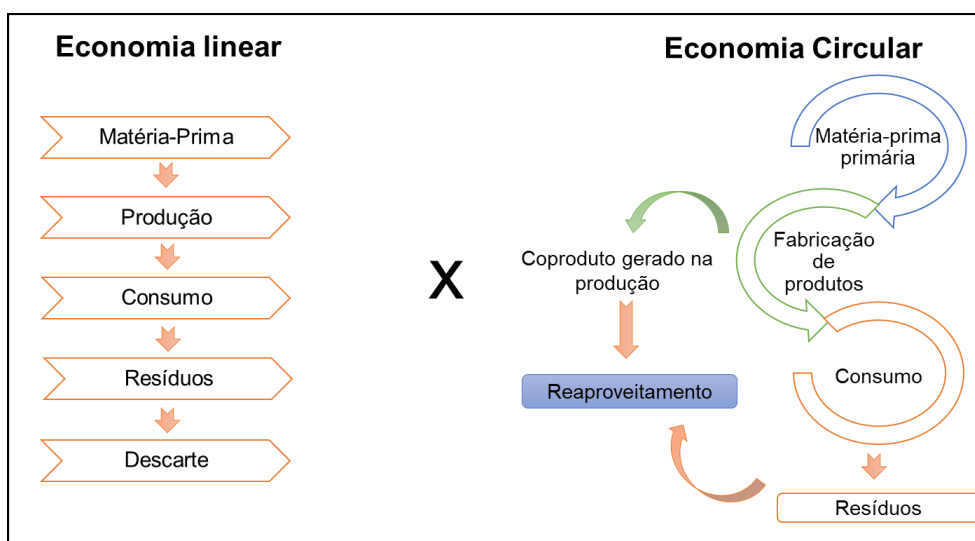 Economia linear
Matéria-Prima
Produção
Consumo
Resíduos
Descarte
X
Economia Circular
Matéria-prima
primária
Fabricação
de
produtos
Coproduto gerado na
produção
Reaproveitamento
Consumo
Resíduos